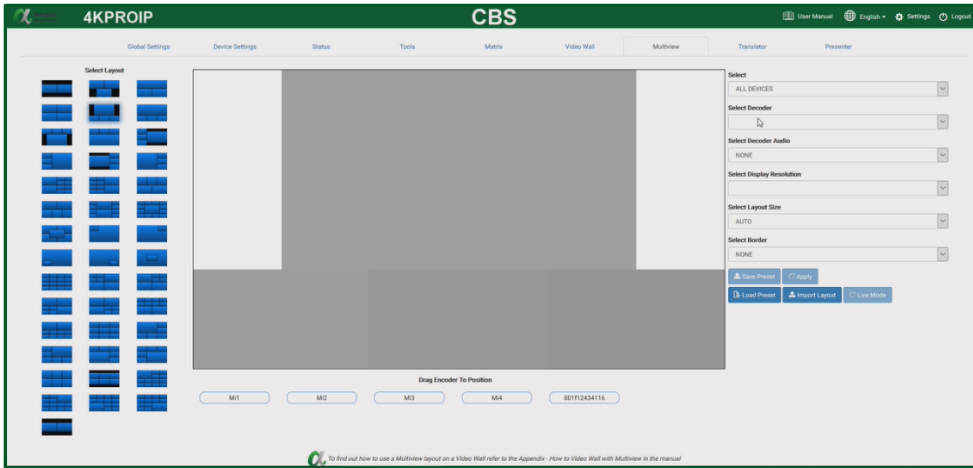 4KPROIP
CBS
User Manual
English
Settings
Logout
Global Settings
Device Settings
Status
Tools
Matrix
Video Wall
Multiview
Translator
Presenter
Select Layout
Select
ALL DEVICES
Select Decoder
Select Decoder Audio
NONE
Select Display Resolution
Select Layout Size
AUTO
Select Border
NONE
Save Preset
Apply
Load Preset
Import Layout
Live Mode
Drag Encoder To Position
Mi1
Mi2
Mi3
Mi4
001f12434116
To find out how to use a Multiview layout on a Video Wall refer to the Appendix - How to Video Wall with Multiview in the manual